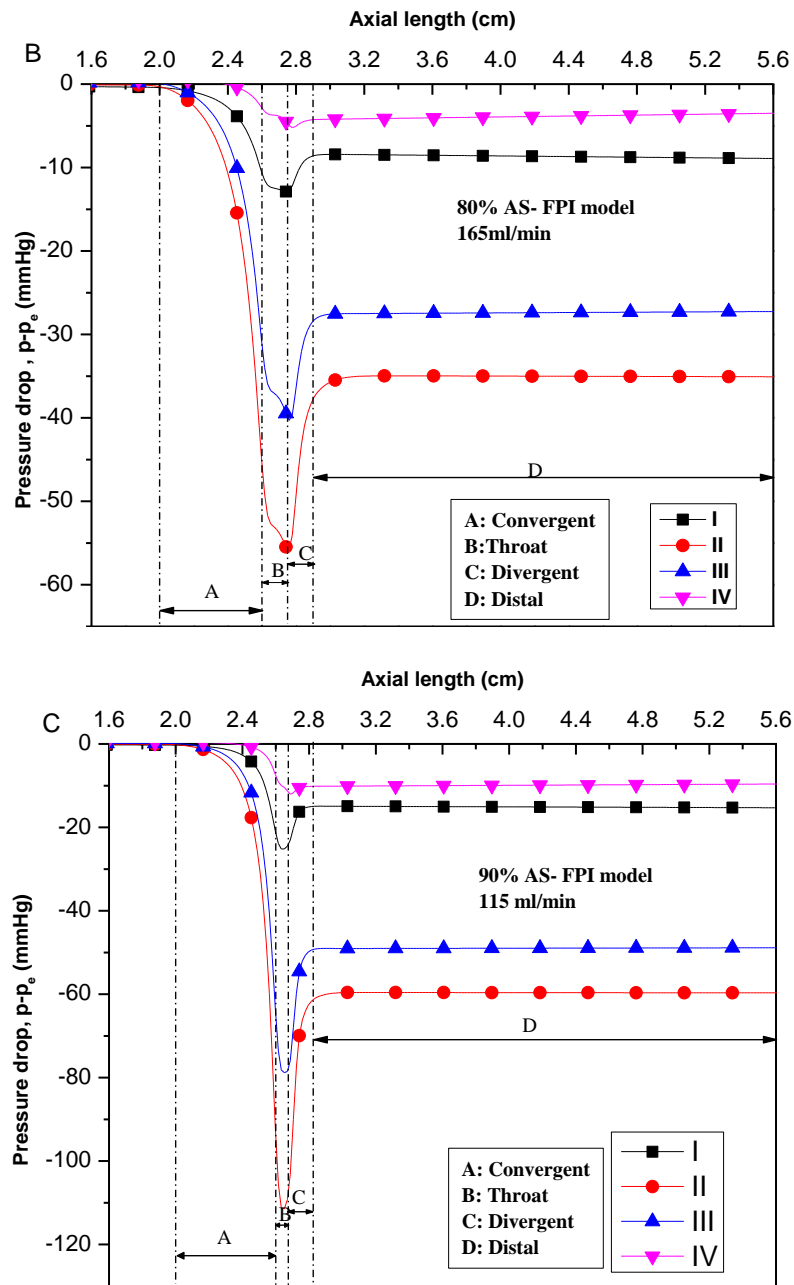 Axial length (cm)
B
1.6 2.0 2.4 2.8 3.2 3.6 4.0 4.4 4.8 5.2 5.6
0
-10
-20
-30
-40
-50
-60
Pressure drop , p-pe (mmHg)
80% AS- FPI model
165ml/min
D
A: Convergent
B:Throat
C: Divergent
D: Distal
I
II
III
IV
C
B
A
Axial length (cm)
C
1.6 2.0 2.4 2.8 3.2 3.6 4.0 4.4 4.8 5.2 5.6
0
-20
-40
-60
-80
-100
-120
Pressure drop, p-pe (mmHg)
90% AS- FPI model
115 ml/min
D
A: Convergent
B: Throat
C: Divergent
D: Distal
I
II
III
IV
C
B
A